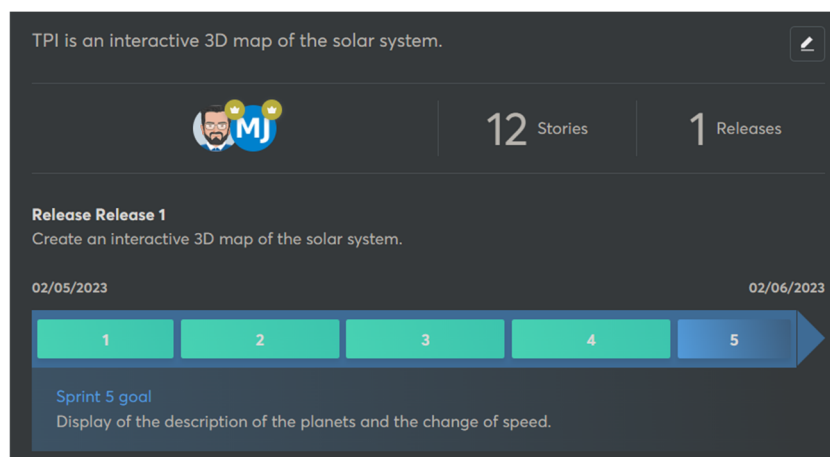 TPI is an interactive 3D map of the solar system.
MJ
12 Stories
1 Releases
Release Release 1
Create an interactive 3D map of the solar system.
02/05/2023
02/06/2023
1
2
3
4
5
Sprint 5 goal
Display of the description of the planets and the change of speed.